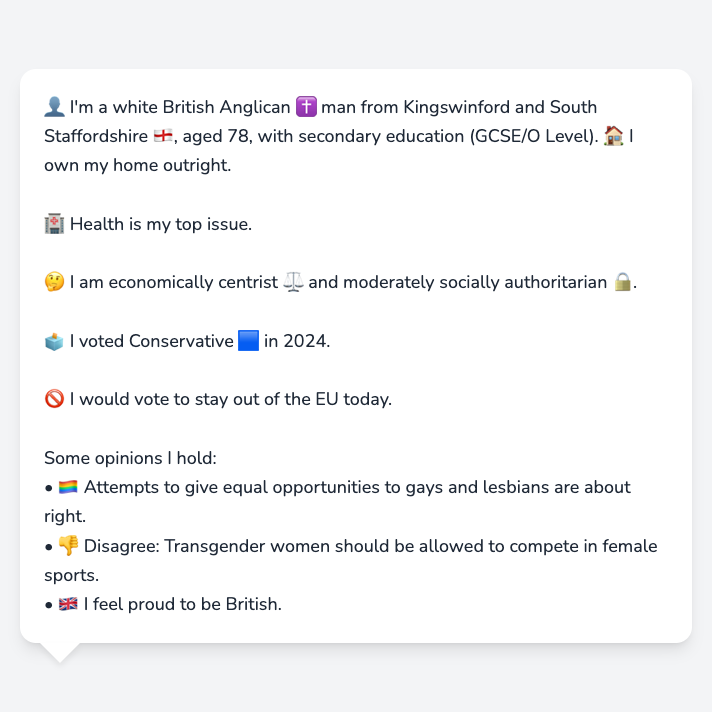 👤 I'm a white British Anglican ✝️ man from Kingswinford and South
Staffordshire 🏴󠁧󠁢󠁥󠁮󠁧󠁿, aged 78, with secondary education (GCSE/O Level). 🏠 I
own my home outright.
🏥 Health is my top issue.
🤔 I am economically centrist ⚖️ and moderately socially authoritarian 🔒.
🗳️ I voted Conservative 🟦 in 2024.
🚫 I would vote to stay out of the EU today.
Some opinions I hold:
• 🏳️‍🌈 Attempts to give equal opportunities to gays and lesbians are about
right.
• 👎 Disagree: Transgender women should be allowed to compete in female
sports.
• 🇬🇧 I feel proud to be British.